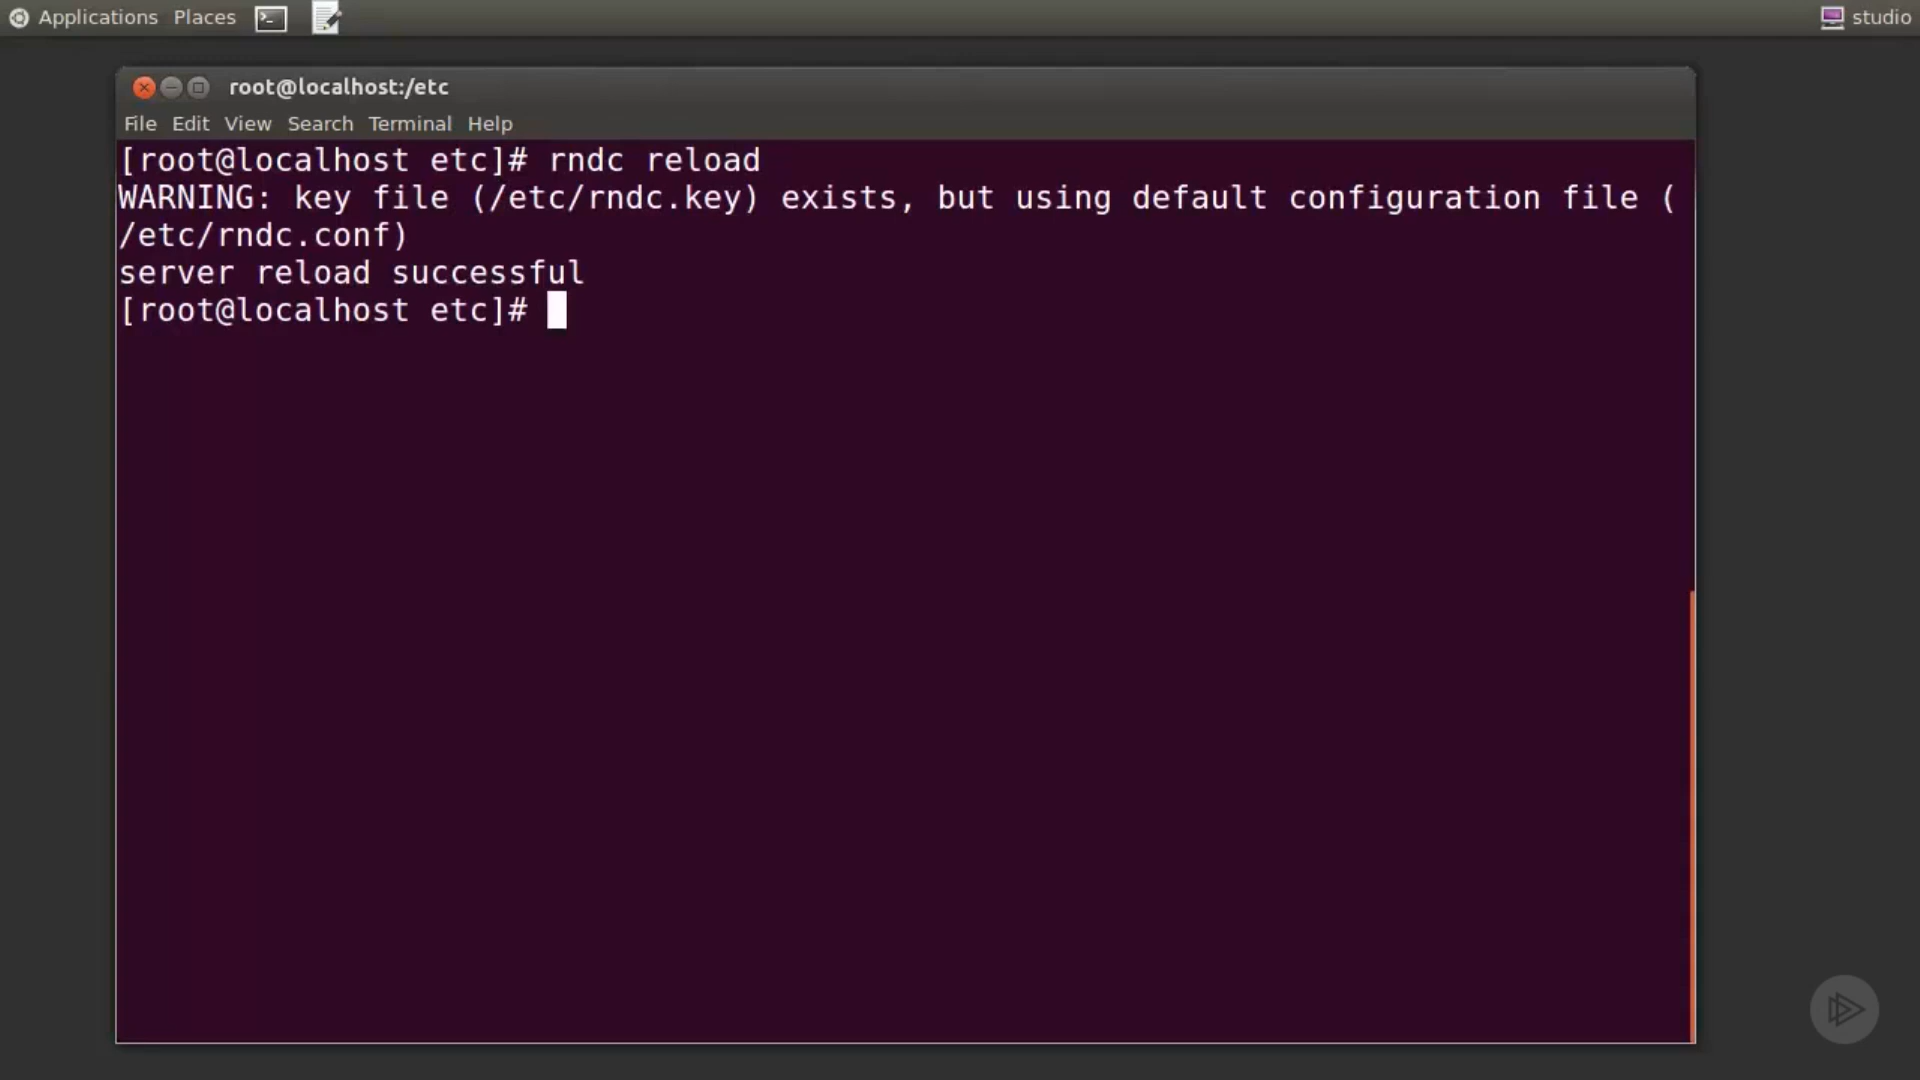 Applications Places
studio
root@localhost:/etc
File Edit View Search Terminal Help
[root@localhost etc]# rndc reload
WARNING: key file (/etc/rndc.key) exists, but using default configuration file (
/etc/rndc.conf)
server reload successful
[root@localhost etc]#